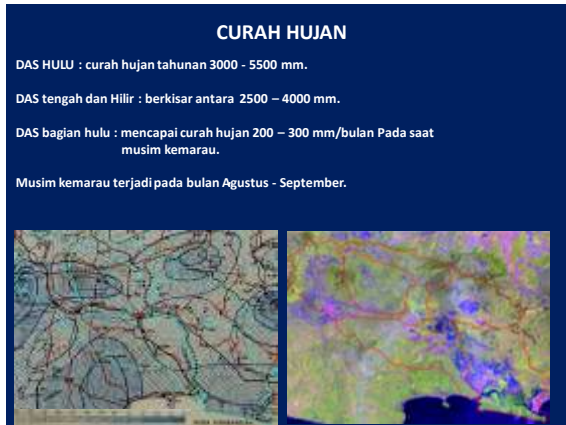 CURAH HUJAN
DAS HULU : curah hujan tahunan 3000 - 5500 mm.
DAS tengah dan Hilir : berkisar antara 2500 – 4000 mm.
DAS bagian hulu : mencapai curah hujan 200 – 300 mm/bulan Pada saat
musim kemarau.
Musim kemarau terjadi pada bulan Agustus - September.